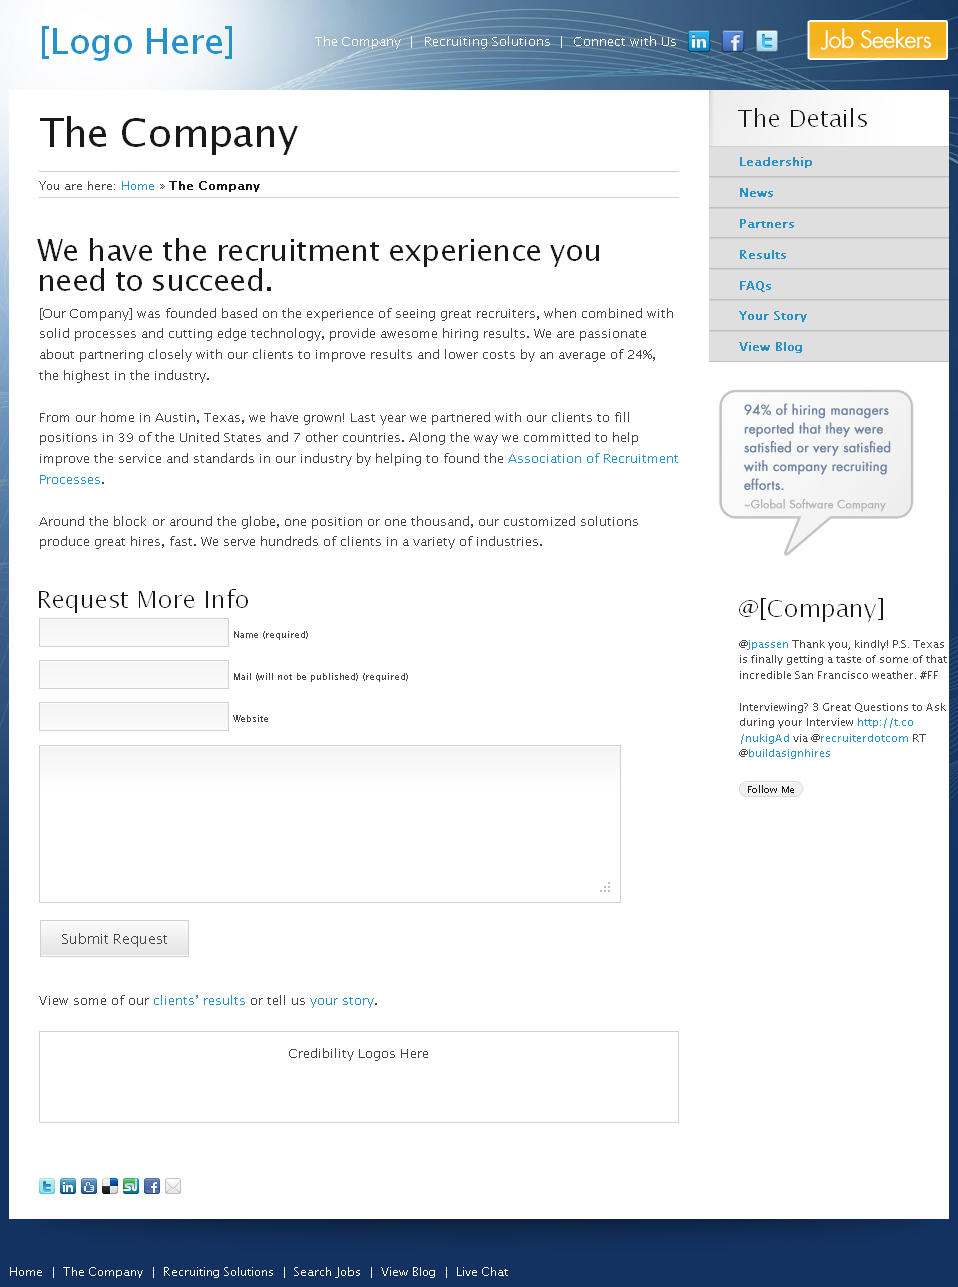 [Logo Here]
The Company | Recruiting Solutions | Connect with Us
Job Seekers
The Company
You are here: Home » The Company
We have the recruitment experience you
need to succeed.
[Our Company] was founded based on the experience of seeing great recruiters, when combined with
solid processes and cutting edge technology, provide awesome hiring results. We are passionate
about partnering closely with our clients to improve results and lower costs by an average of 24%,
the highest in the industry.
From our home in Austin, Texas, we have grown! Last year we partnered with our clients to fill
positions in 39 of the United States and 7 other countries. Along the way we committed to help
improve the service and standards in our industry by helping to found the Association of Recruitment
Processes.
Around the block or around the globe, one position or one thousand, our customized solutions
produce great hires, fast. We serve hundreds of clients in a variety of industries.
Request More Info
Name (required)
Mail (will not be published) (required)
Website
Submit Request
View some of our clients' results or tell us your story.
Credibility Logos Here
The Details
Leadership
News
Partners
Results
FAQs
Your Story
View Blog
94% of hiring managers
reported that they were
satisfied or very satisfied
with company recruiting
efforts.
~Global Software Company
@[Company]
@jpassen Thank you, kindly! P.S. Texas
is finally getting a taste of some of that
incredible San Francisco weather. #FF
Interviewing? 3 Great Questions to Ask
during your Interview http://t.co
/nukigAd via @recruiterdotcom RT
@buildasignhires
Follow Me
Home | The Company | Recruiting Solutions | Search Jobs | View Blog | Live Chat